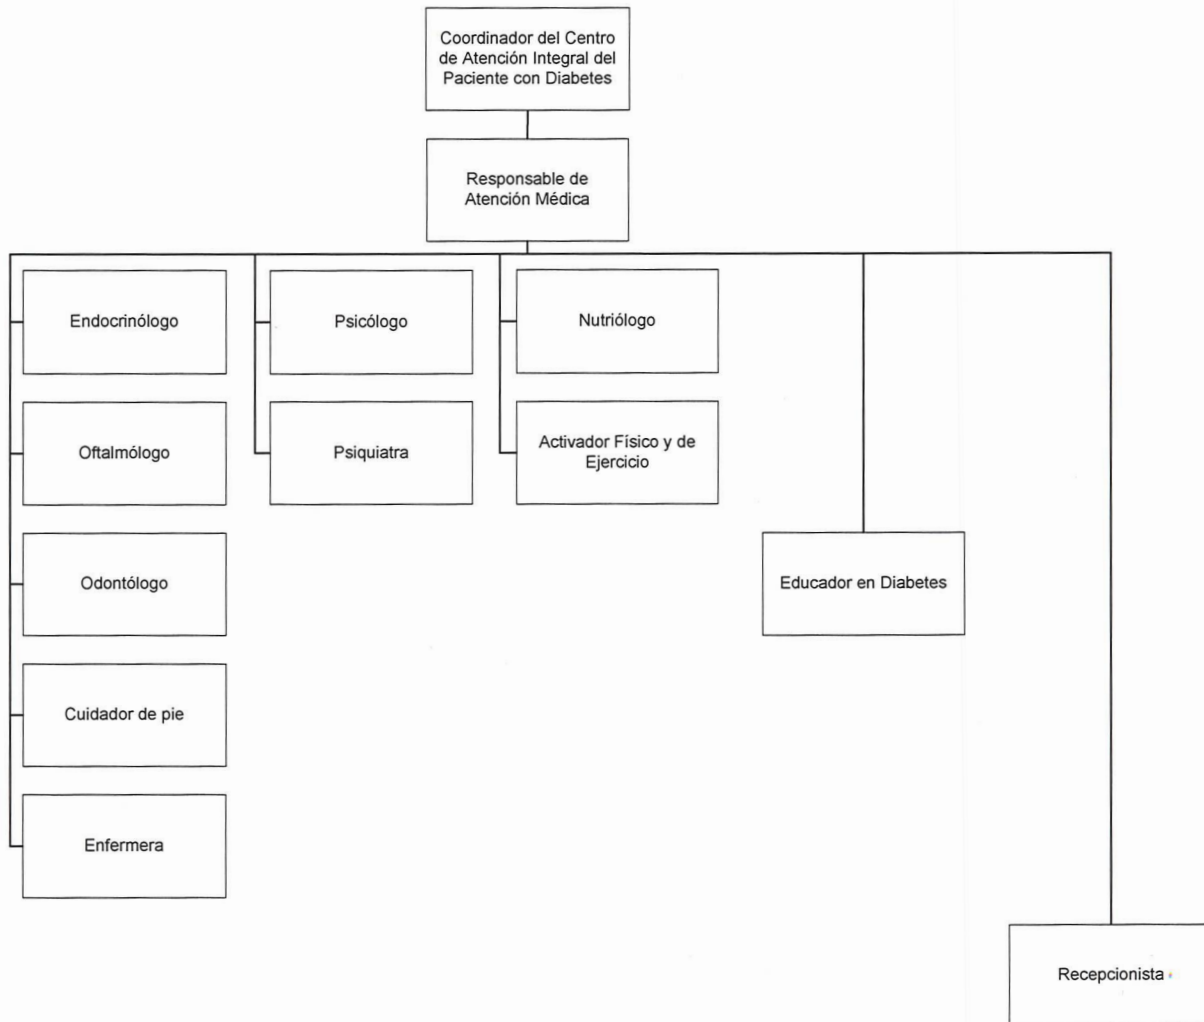 Coordinador del Centro
de Atención Integral del
Paciente con Diabetes
Responsable de
Atención Médica
Endocrinólogo
Psicólogo
Nutriólogo
Oftalmólogo
Psiquiatra
Activador Físico y de
Ejercicio
Odontólogo
Educador en Diabetes
Cuidador de pie
Enfermera
Recepcionista